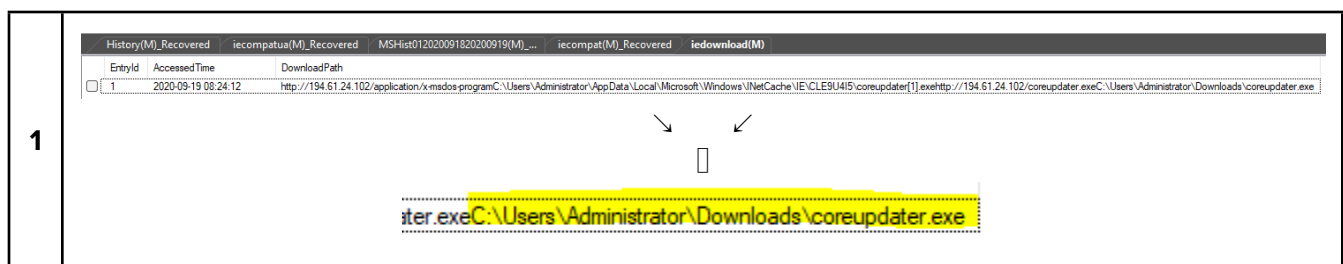 History(M)_Recovered iecompatua(M)_Recovered MSHist012020091820200919(M)_... iecompat(M)_Recovered iedownload(M)
EntryId AccessedTime DownloadPath
1 2020-09-19 08:24:12 http://194.61.24.102/application/x-msdos-programC:\Users\Administrator\AppData\Local\Microsoft\Windows\INetCache\IE\CLE9U4I5\coreupdater[1].exehttp://194.61.24.102/coreupdater.exeC:\Users\Administrator\Downloads\coreupdater.exe
1
ater.exeC:\Users\Administrator\Downloads\coreupdater.exe